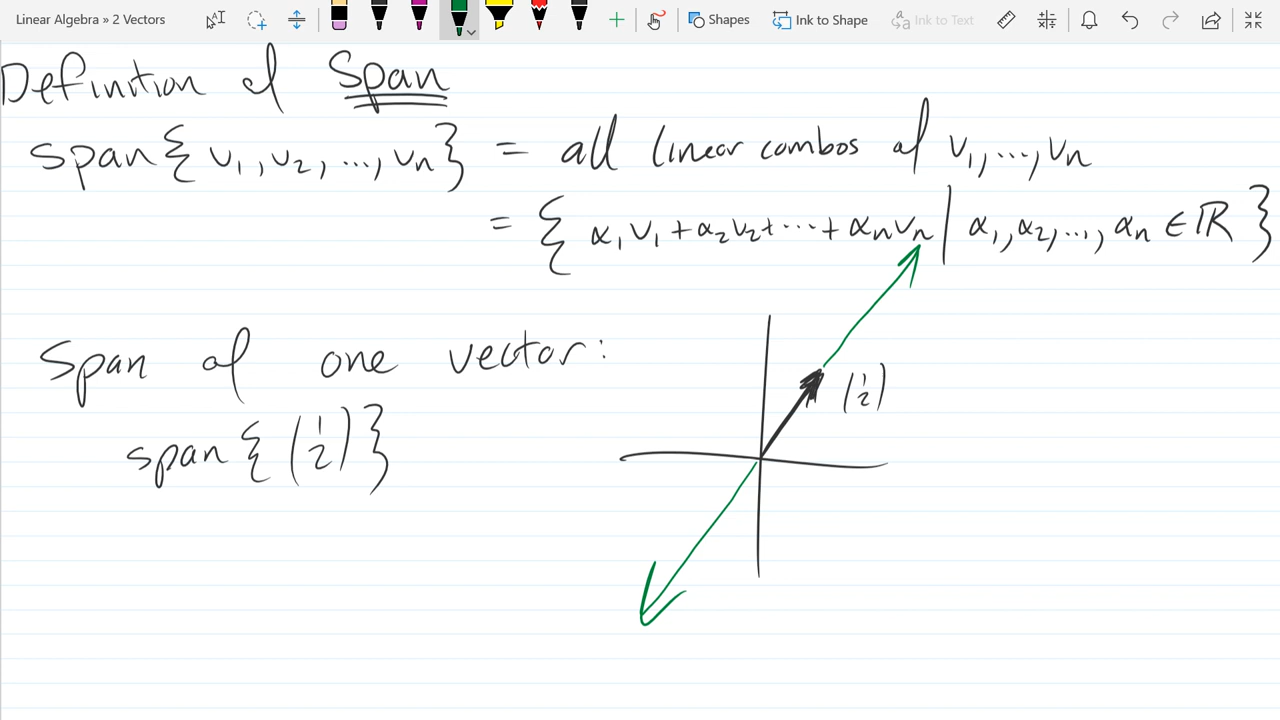 Linear Algebra » 2 Vectors Shapes Ink to Shape Ink to Text
Definition of Span
span{v₁,v₂,...,vₙ} = all linear combos of v₁,...,vₙ
= {α₁v₁+α₂v₂+···+αₙvₙ | α₁,α₂,...,αₙ∈ℝ}
Span of one vector:
(1 2)
span{(1 2)}